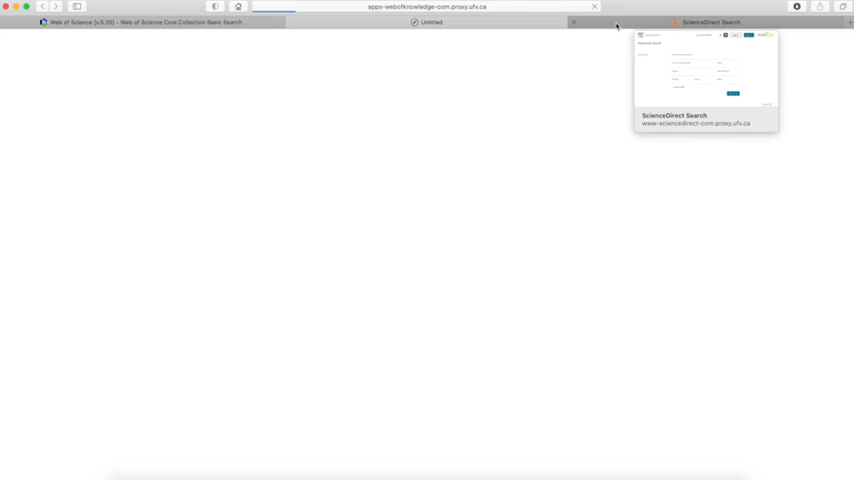 apps-webofknowledge-com.proxy.ufv.ca
Web of Science [v.5.35] - Web of Science Core Collection Basic Search
Untitled
ScienceDirect Search
ScienceDirect Search
www-sciencedirect-com.proxy.ufv.ca